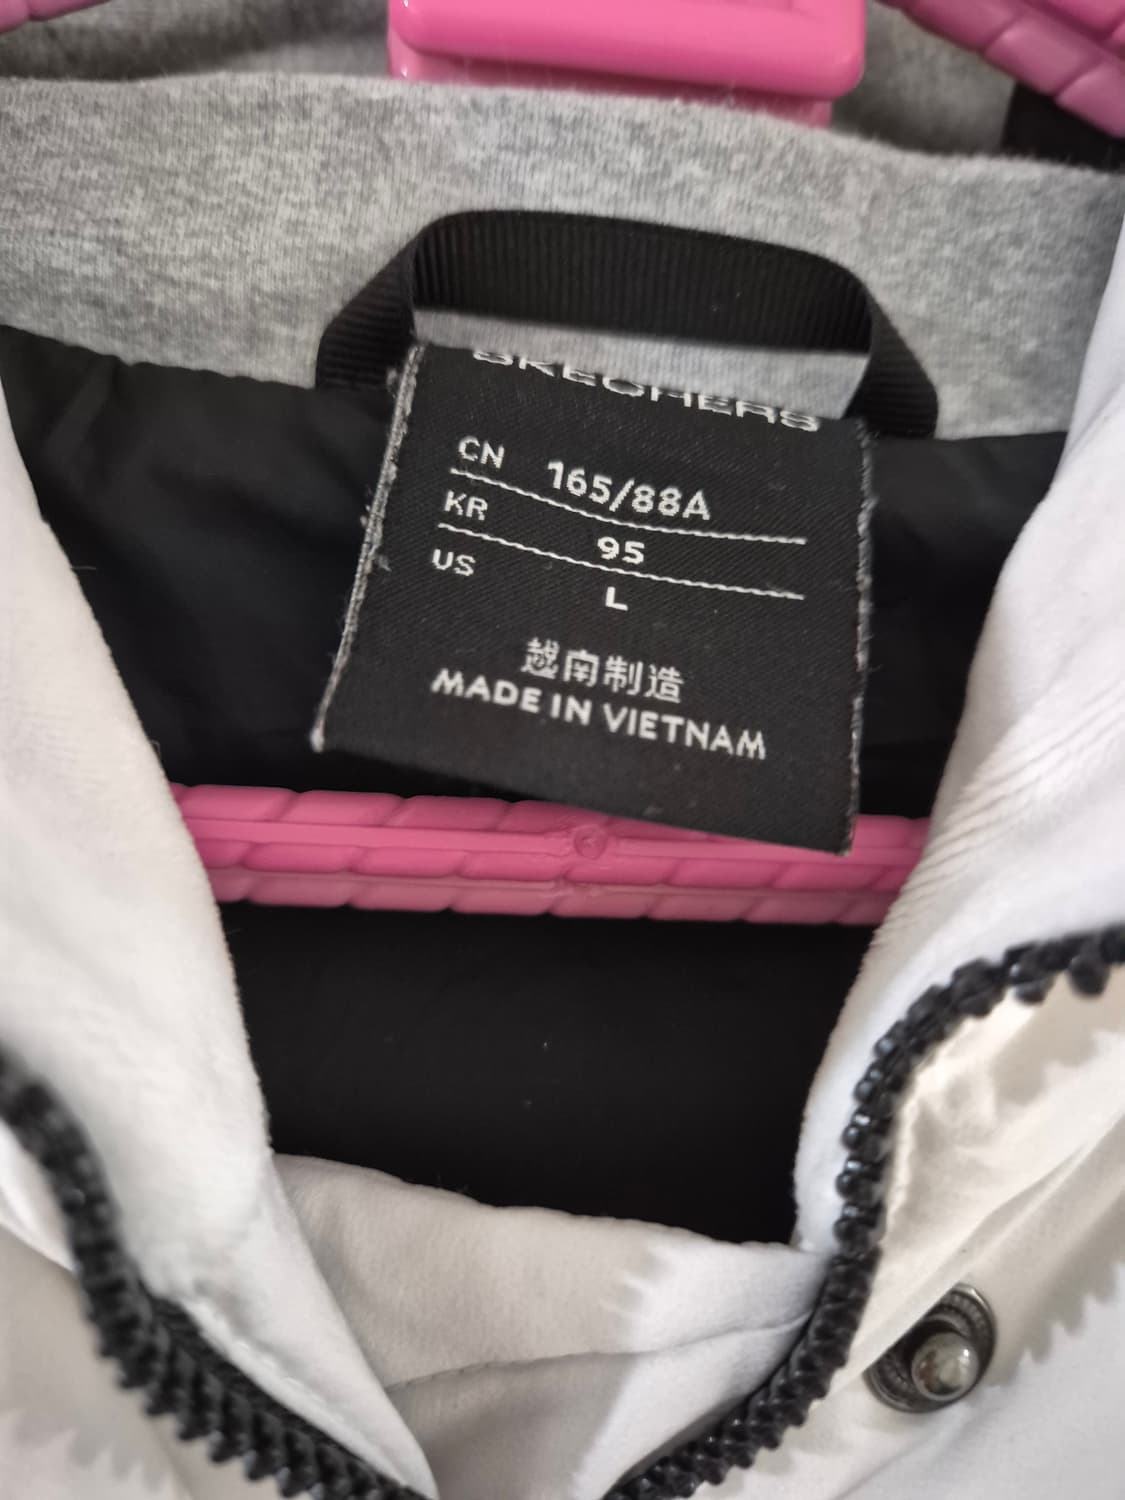 SKECHERS
CN 165/88A
KR 95
US L
越南制造
MADE IN VIETNAM